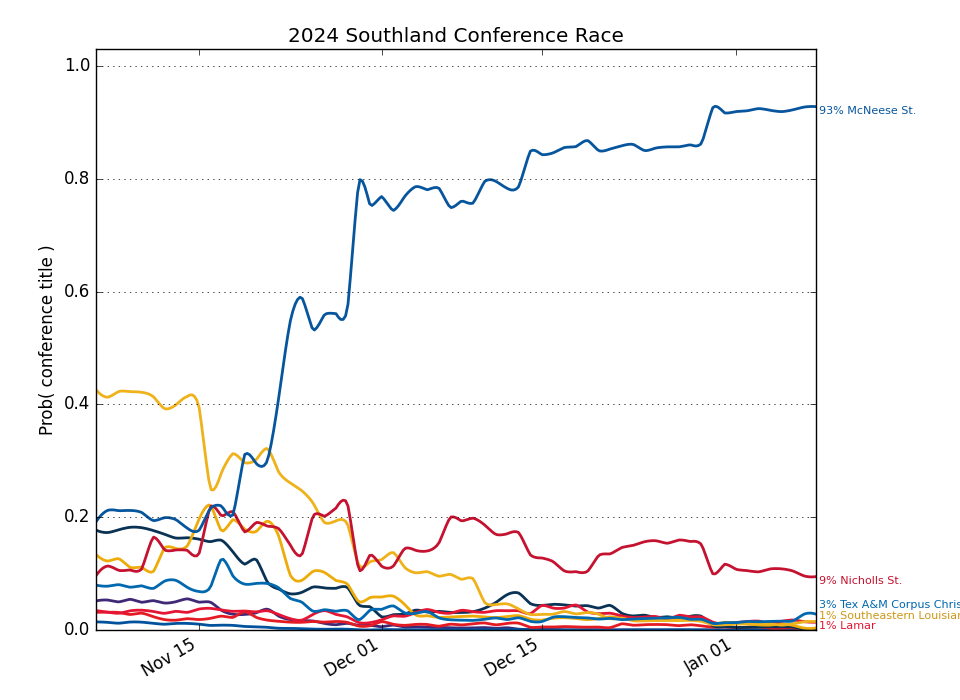 2024 Southland Conference Race
Prob( conference title )
1.0
0.8
0.6
0.4
0.2
0.0
Nov 15
Dec 01
Dec 15
Jan 01
93% McNeese St.
9% Nicholls St.
3% Tex A&M Corpus Chris
1% Southeastern Louisian
1% Lamar